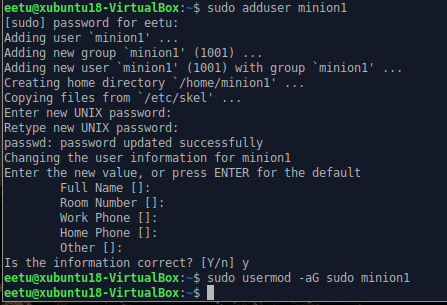 eetu@xubuntu18-VirtualBox:~$ sudo adduser minion1
[sudo] password for eetu:
Adding user `minion1' ...
Adding new group `minion1' (1001) ...
Adding new user `minion1' (1001) with group `minion1' ...
Creating home directory `/home/minion1' ...
Copying files from `/etc/skel' ...
Enter new UNIX password:
Retype new UNIX password:
passwd: password updated successfully
Changing the user information for minion1
Enter the new value, or press ENTER for the default
        Full Name []:
        Room Number []:
        Work Phone []:
        Home Phone []:
        Other []:
Is the information correct? [Y/n] y
eetu@xubuntu18-VirtualBox:~$ sudo usermod -aG sudo minion1
eetu@xubuntu18-VirtualBox:~$